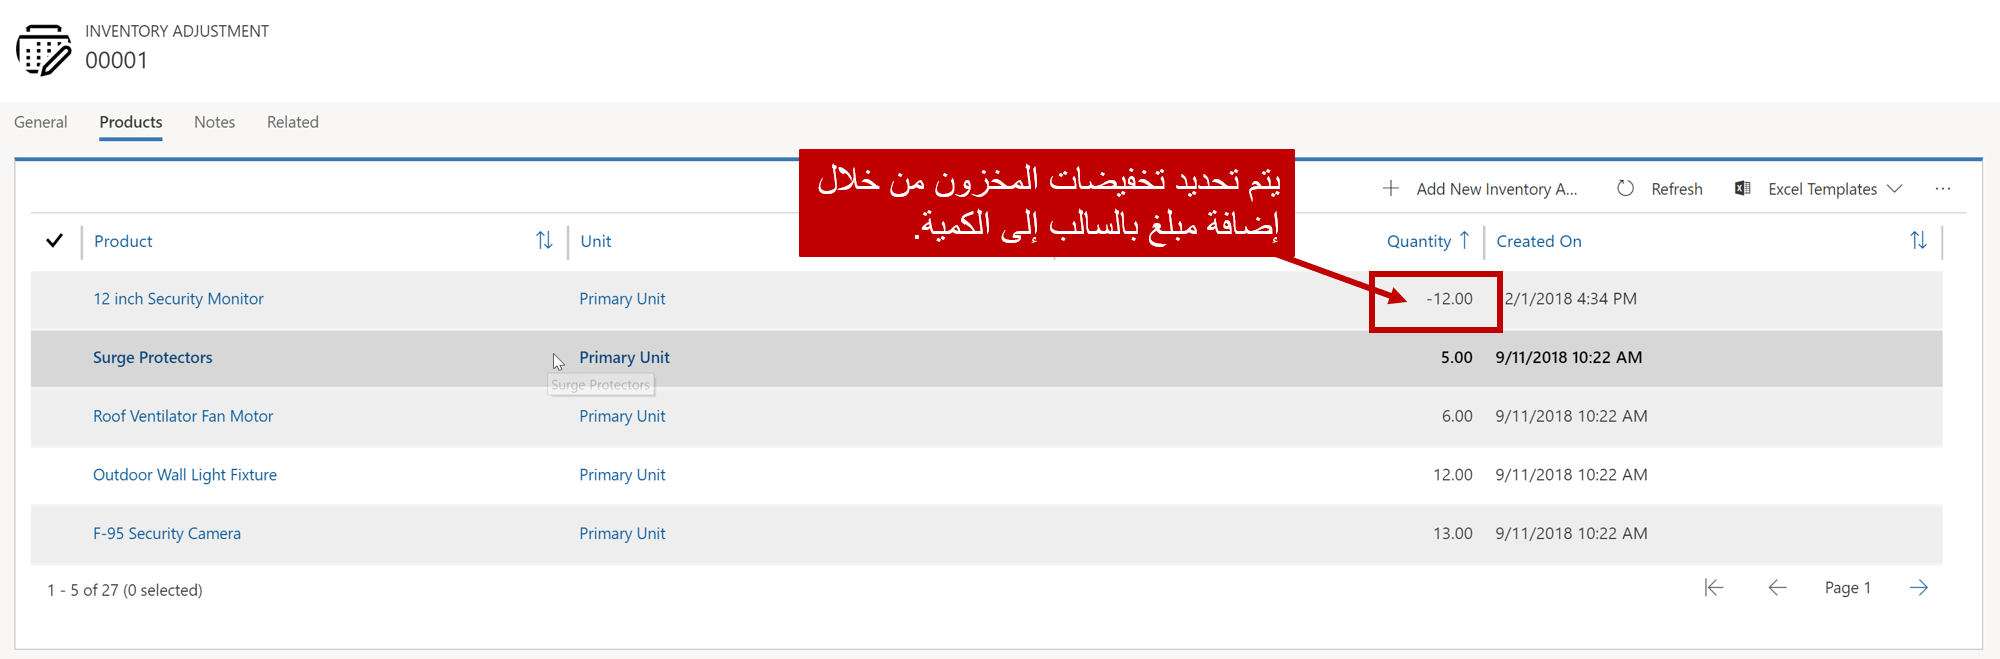 INVENTORY ADJUSTMENT
00001
General Products Notes Related
يتم تحديد تخفيضات المخزون من خلال
إضافة مبلغ بالسالب إلى الكمية.
Add New Inventory A... Refresh Excel Templates ...
Product Unit Quantity Created On
12 inch Security Monitor Primary Unit -12.00 2/1/2018 4:34 PM
Surge Protectors Primary Unit 5.00 9/11/2018 10:22 AM
Surge Protectors
Roof Ventilator Fan Motor Primary Unit 6.00 9/11/2018 10:22 AM
Outdoor Wall Light Fixture Primary Unit 12.00 9/11/2018 10:22 AM
F-95 Security Camera Primary Unit 13.00 9/11/2018 10:22 AM
1 - 5 of 27 (0 selected) Page 1